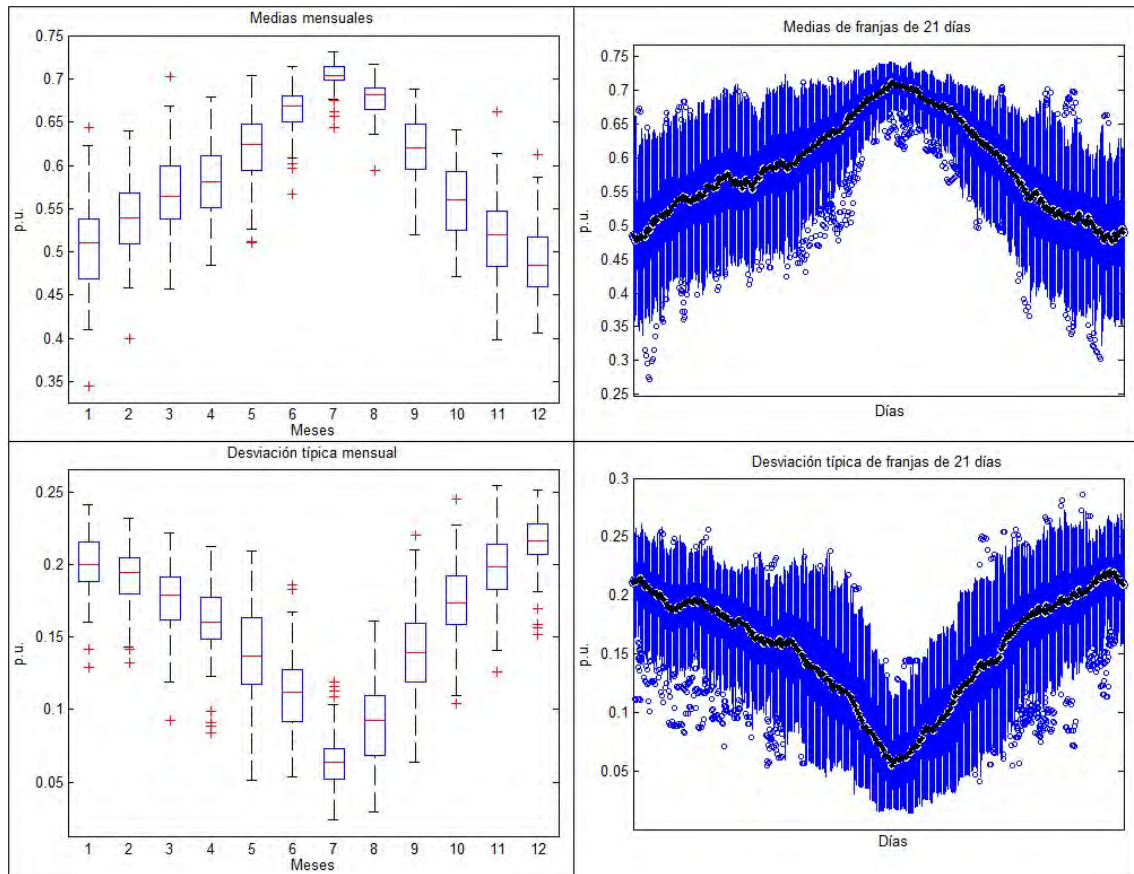 Medias mensuales
0.75
0.7
0.65
0.6
0.55
0.5
0.45
0.4
0.35
p.u.
1 2 3 4 5 6 7 8 9 10 11 12
Meses
Medias de franjas de 21 días
0.75
0.7
0.65
0.6
0.55
0.5
0.45
0.4
0.35
0.3
0.25
p.u.
Días
Desviación típica mensual
0.25
0.2
0.15
0.1
0.05
p.u.
1 2 3 4 5 6 7 8 9 10 11 12
Meses
Desviación típica de franjas de 21 días
0.3
0.25
0.2
0.15
0.1
0.05
p.u.
Días